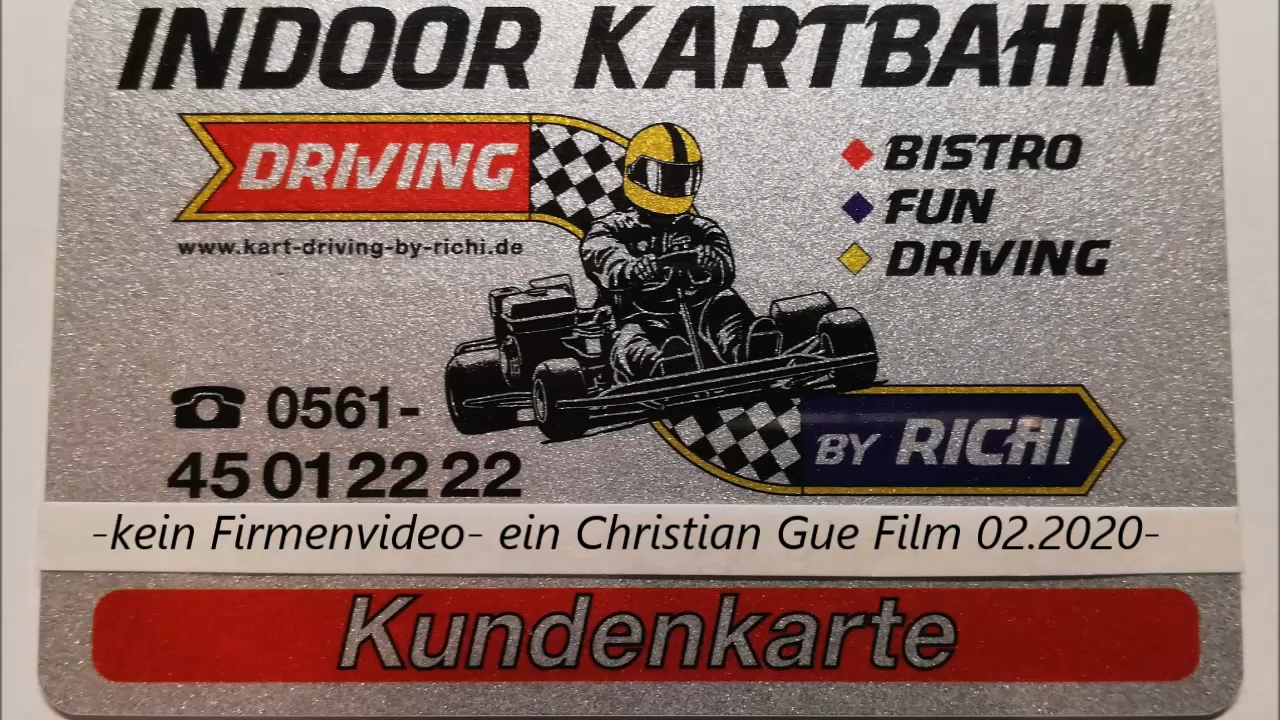 INDOOR KARTBAHN
DRIVING
www.kart-driving-by-richi.de
BISTRO
FUN
DRIVING
☎ 0561-
45 01 22 22
BY RICHI
-kein Firmenvideo- ein Christian Gue Film 02.2020-
Kundenkarte